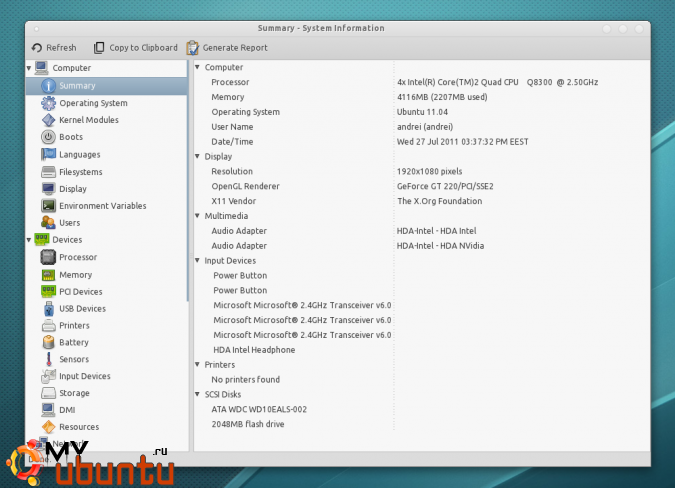 Summary - System Information
Refresh Copy to Clipboard Generate Report
Computer
Summary
Operating System
Kernel Modules
Boots
Languages
Filesystems
Display
Environment Variables
Users
Devices
Processor
Memory
PCI Devices
USB Devices
Printers
Battery
Sensors
Input Devices
Storage
DMI
Resources
Network
Done.
Computer
Processor 4x Intel(R) Core(TM)2 Quad CPU Q8300 @ 2.50GHz
Memory 4116MB (2207MB used)
Operating System Ubuntu 11.04
User Name andrei (andrei)
Date/Time Wed 27 Jul 2011 03:37:32 PM EEST
Display
Resolution 1920x1080 pixels
OpenGL Renderer GeForce GT 220/PCI/SSE2
X11 Vendor The X.Org Foundation
Multimedia
Audio Adapter HDA-Intel - HDA Intel
Audio Adapter HDA-Intel - HDA NVidia
Input Devices
Power Button
Power Button
Microsoft Microsoft® 2.4GHz Transceiver v6.0
Microsoft Microsoft® 2.4GHz Transceiver v6.0
Microsoft Microsoft® 2.4GHz Transceiver v6.0
HDA Intel Headphone
Printers
No printers found
SCSI Disks
ATA WDC WD10EALS-002
2048MB flash drive
MY .ru
ubuntu